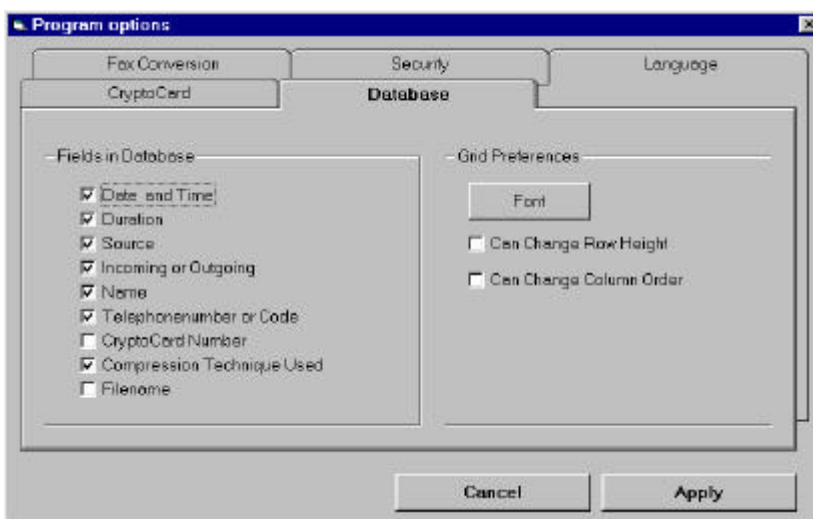 Program options
Fax Conversion
Security
Language
CryptoCard
Database
Fields in Database
Date and Time
Duration
Source
Incoming or Outgoing
Name
Telephonenumber or Code
CryptoCard Number
Compression Technique Used
Filename
Grid Preferences
Font
Can Change Row Height
Can Change Column Order
Cancel
Apply